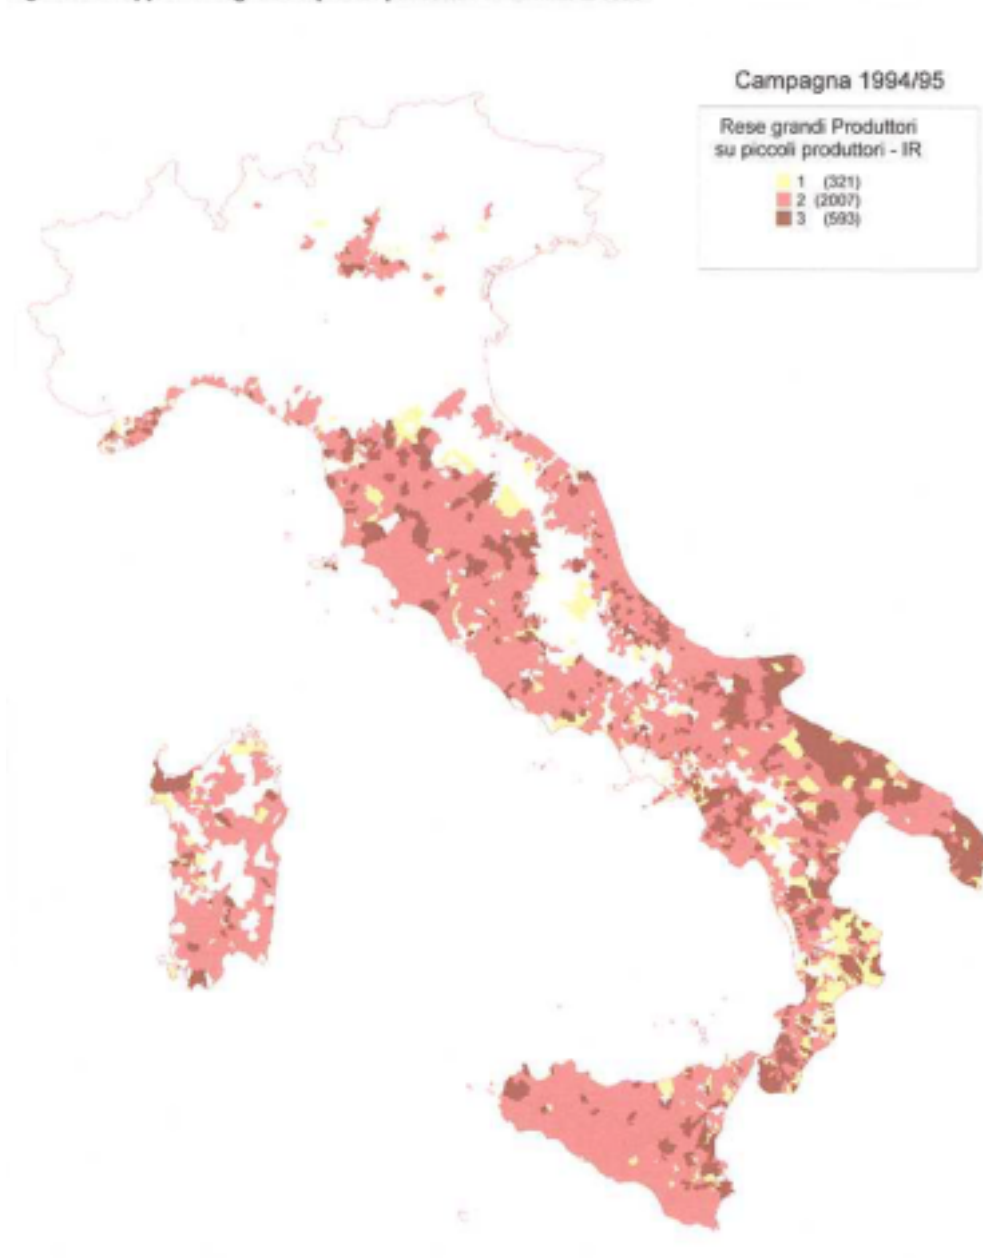 Campagna 1994/95
Rese grandi Produttori
su piccoli produttori - IR
1 (321)
2 (2007)
3 (593)